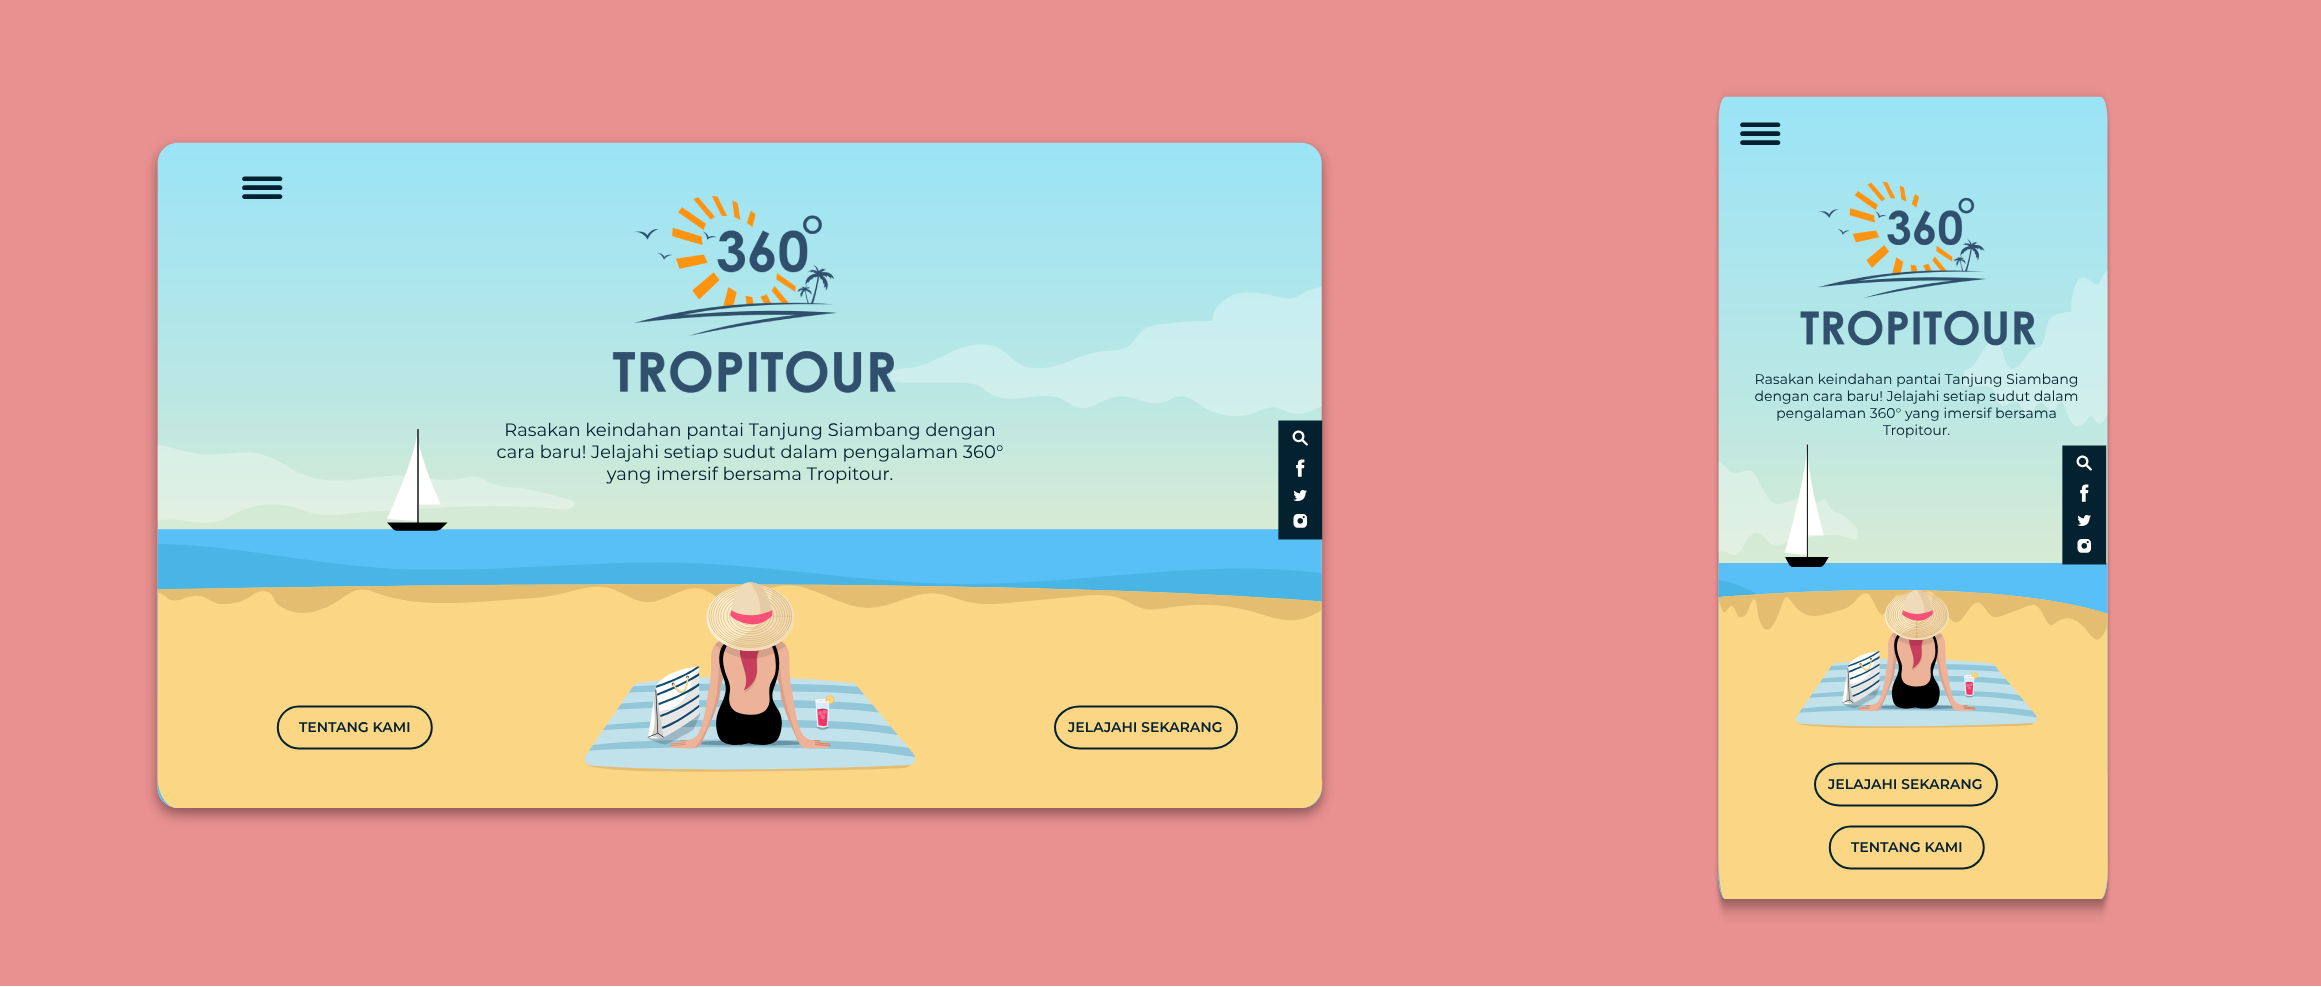 360°
TROPITOUR
Rasakan keindahan pantai Tanjung Siambang dengan
cara baru! Jelajahi setiap sudut dalam pengalaman 360°
yang imersif bersama Tropitour.
TENTANG KAMI
JELAJAHI SEKARANG
360°
TROPITOUR
Rasakan keindahan pantai Tanjung Siambang
dengan cara baru! Jelajahi setiap sudut dalam
pengalaman 360° yang imersif bersama
Tropitour.
JELAJAHI SEKARANG
TENTANG KAMI